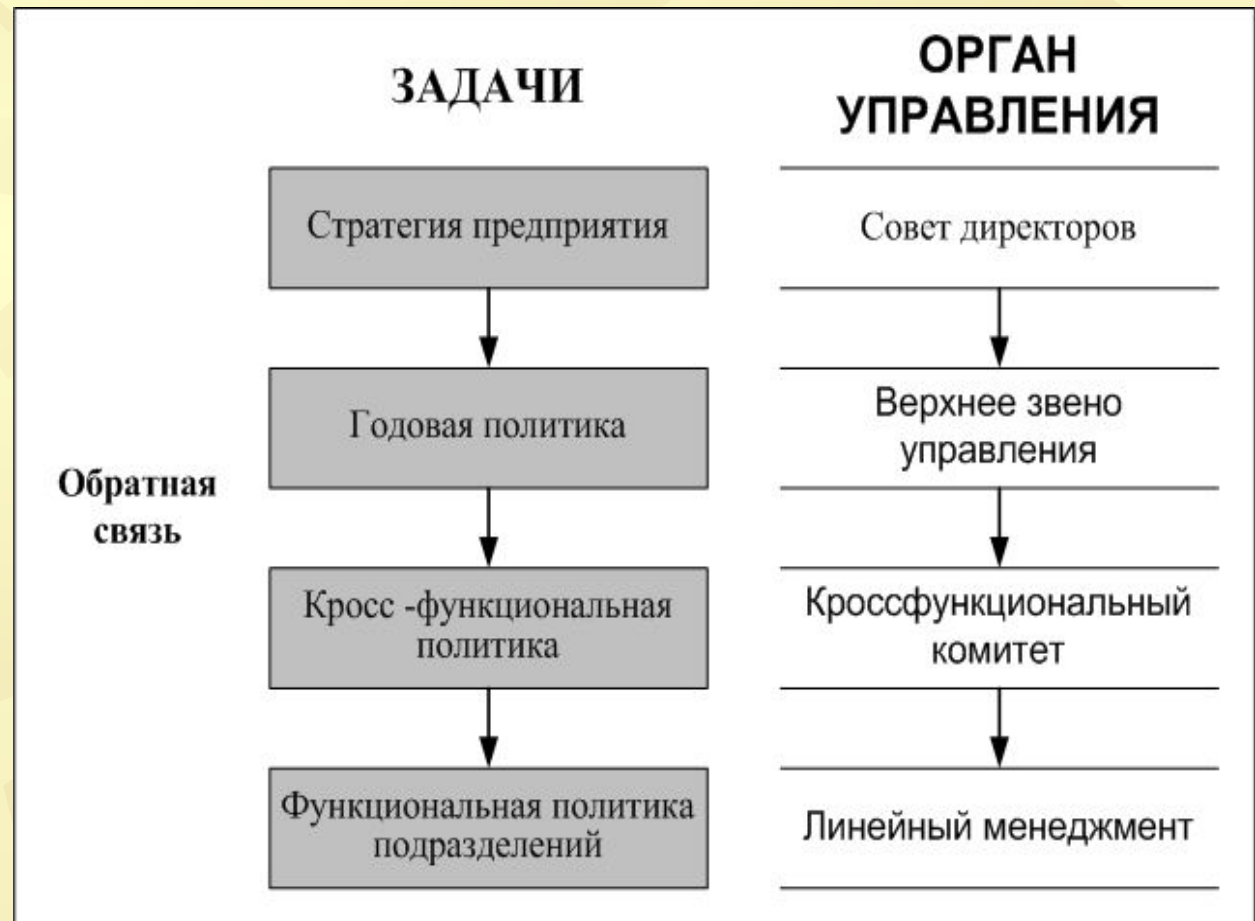 ЗАДАЧИ
ОРГАН
УПРАВЛЕНИЯ
Стратегия предприятия
Совет директоров
Годовая политика
Верхнее звено
управления
Обратная
связь
Кросс -функциональная
политика
Кроссфункциональный
комитет
Функциональная политика
подразделений
Линейный менеджмент